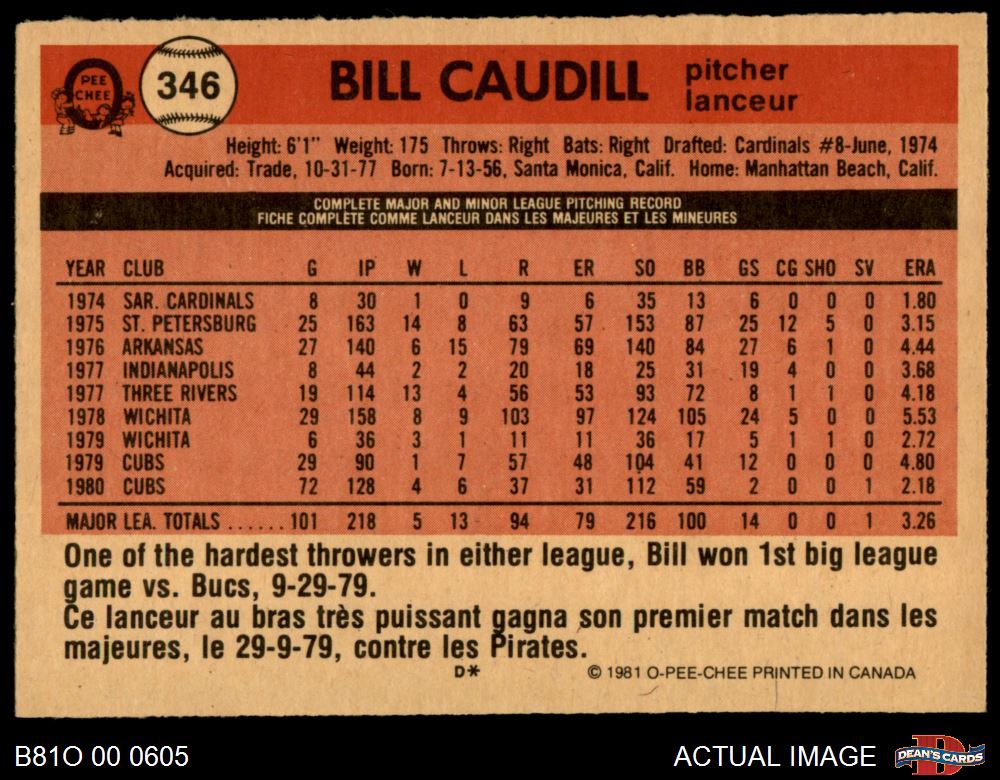 PEE CHEE
346
BILL CAUDILL
pitcher
lanceur
Height: 6'1" Weight: 175 Throws: Right Bats: Right Drafted: Cardinals #8-June, 1974
Acquired: Trade, 10-31-77 Born: 7-13-56, Santa Monica, Calif. Home: Manhattan Beach, Calif.
COMPLETE MAJOR AND MINOR LEAGUE PITCHING RECORD
FICHE COMPLÈTE COMME LANCEUR DANS LES MAJEURES ET LES MINEURES
YEAR CLUB G IP W L R ER SO BB GS CG SHO SV ERA
1974 SAR. CARDINALS 8 30 1 0 9 6 35 13 6 0 0 0 1.80
1975 ST. PETERSBURG 25 163 14 8 63 57 153 87 25 12 5 0 3.15
1976 ARKANSAS 27 140 6 15 79 69 140 84 27 6 1 0 4.44
1977 INDIANAPOLIS 8 44 2 2 20 18 25 31 19 4 0 0 3.68
1977 THREE RIVERS 19 114 13 4 56 53 93 72 8 1 1 0 4.18
1978 WICHITA 29 158 8 9 103 97 124 105 24 5 0 0 5.53
1979 WICHITA 6 36 3 1 11 11 36 17 5 1 1 0 2.72
1979 CUBS 29 90 1 7 57 48 104 41 12 0 0 0 4.80
1980 CUBS 72 128 4 6 37 31 112 59 2 0 0 1 2.18
MAJOR LEA. TOTALS ...... 101 218 5 13 94 79 216 100 14 0 0 1 3.26
One of the hardest throwers in either league, Bill won 1st big league
game vs. Bucs, 9-29-79.
Ce lanceur au bras très puissant gagna son premier match dans les
majeures, le 29-9-79, contre les Pirates.
D* © 1981 O-PEE-CHEE PRINTED IN CANADA
B81O 00 0605 ACTUAL IMAGE DEAN'S CARDS